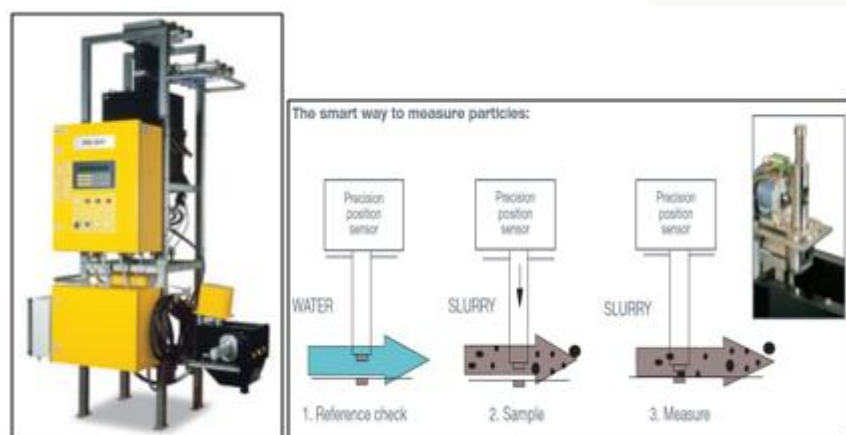 The smart way to measure particles:
Precision
position
sensor
Precision
position
sensor
Precision
position
sensor
WATER
SLURRY
SLURRY
1. Reference check
2. Sample
3. Measure